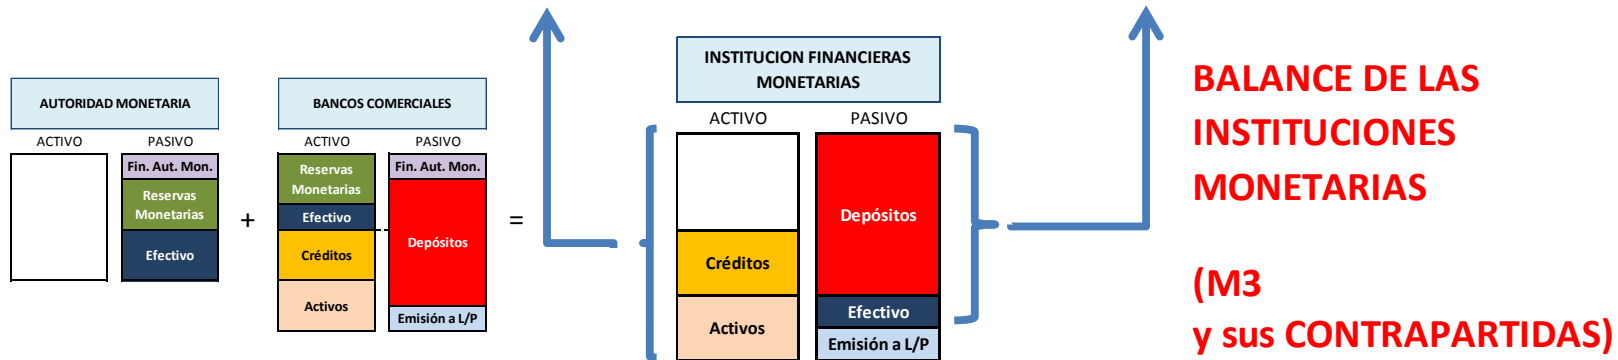 AUTORIDAD MONETARIA
ACTIVO
PASIVO
Fin. Aut. Mon.
Reservas
Monetarias
Efectivo
+
BANCOS COMERCIALES
ACTIVO
PASIVO
Reservas
Monetarias
Efectivo
Créditos
Activos
Fin. Aut. Mon.
Depósitos
Emisión a L/P
=
INSTITUCION FINANCIERAS
MONETARIAS
ACTIVO
PASIVO
Créditos
Activos
Depósitos
Efectivo
Emisión a L/P
BALANCE DE LAS
INSTITUCIONES
MONETARIAS
(M3
y sus CONTRAPARTIDAS)